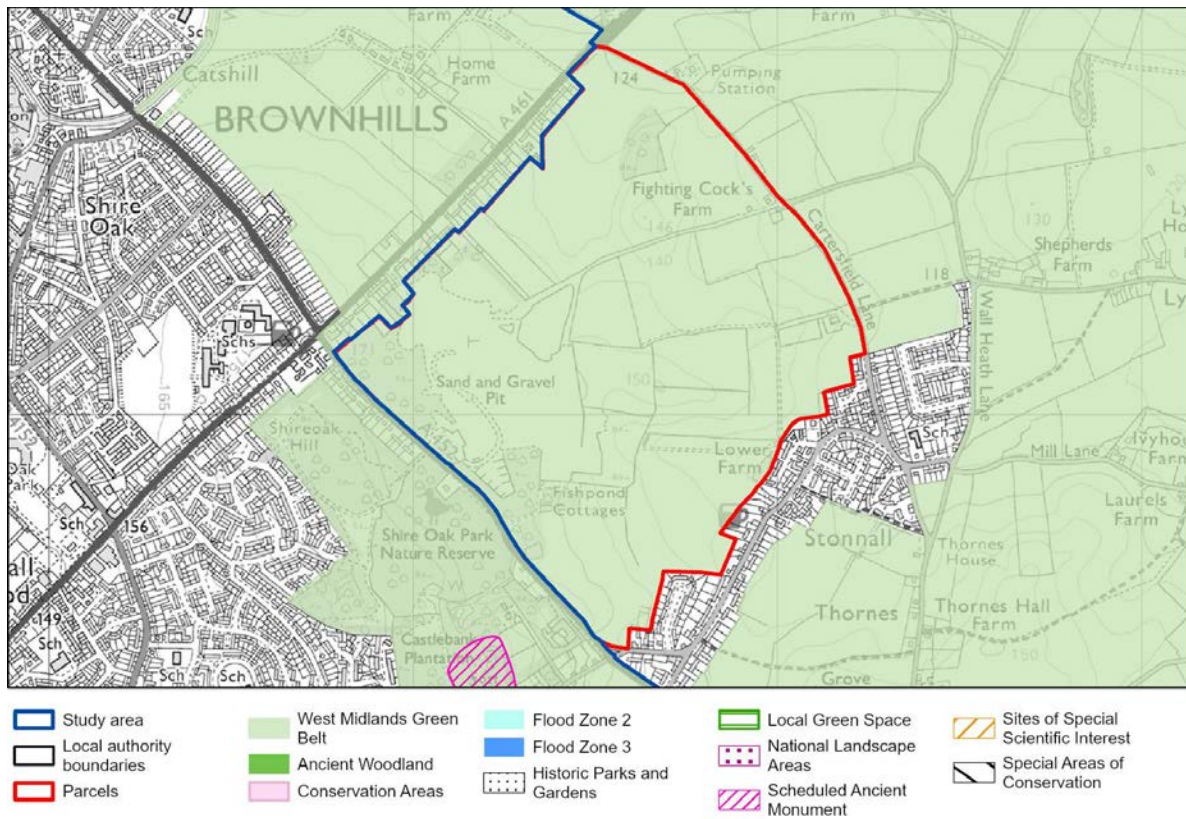 Sch
Farm
Farm
Catshill
Home
Farm
124
Pumping
Station
BROWNHILLS
A 461
B4152
Shire
Oak
Fighting Cock's
Farm
146
140
Cartersfield Lane
130
Shepherds
Farm
118
Schs
165
121
Sand and Gravel
Pit
150
Wall Heath Lane
Shireoak
Hill
Lower
Farm
Sch
Mill Lane
Fishpond
Cottages
Laurels
Farm
Sch
156
Shire Oak Park
Nature Reserve
Stonnall
Thornes
House
149
Sch
Sch
Sch
Castlebank
Plantation
Thornes
Thornes Hall
Farm
150
Grove
Study area
Local authority
boundaries
Parcels
West Midlands Green
Belt
Ancient Woodland
Conservation Areas
Flood Zone 2
Flood Zone 3
Historic Parks and
Gardens
Local Green Space
National Landscape
Areas
Scheduled Ancient
Monument
Sites of Special
Scientific Interest
Special Areas of
Conservation